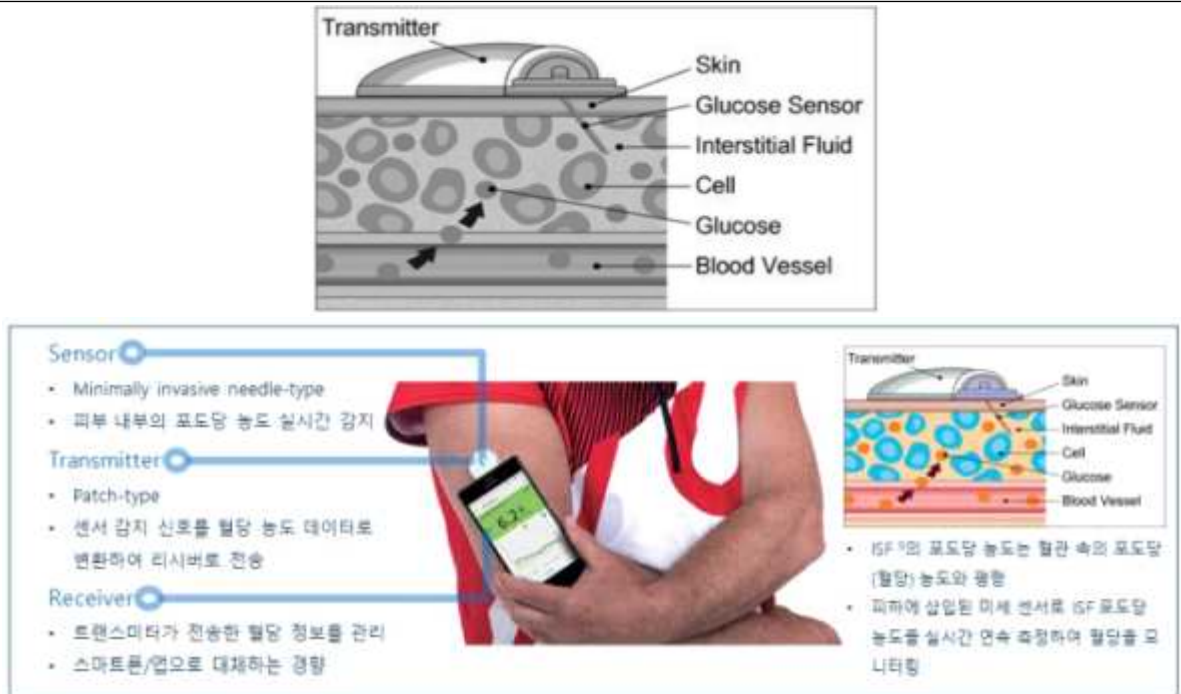 Transmitter
Skin
Glucose Sensor
Interstitial Fluid
Cell
Glucose
Blood Vessel
Sensor
• Minimally invasive needle-type
• 피부 내부의 포도당 농도 실시간 감지
Transmitter
• Patch-type
• 센서 감지 신호를 혈당 농도 데이터로
변환하여 리시버로 전송
Receiver
• 트랜스미터가 전송한 혈당 정보를 관리
• 스마트폰/앱으로 대체하는 경향
6.2
Transmitter
Skin
Glucose Sensor
Interstitial Fluid
Cell
Glucose
Blood Vessel
• ISF 의 포도당 농도는 혈관 속의 포도당
(혈당) 농도와 평형
• 피하에 삽입된 미세 센서로 ISF 포도당
농도를 실시간 연속 측정하여 혈당을 모
니터링